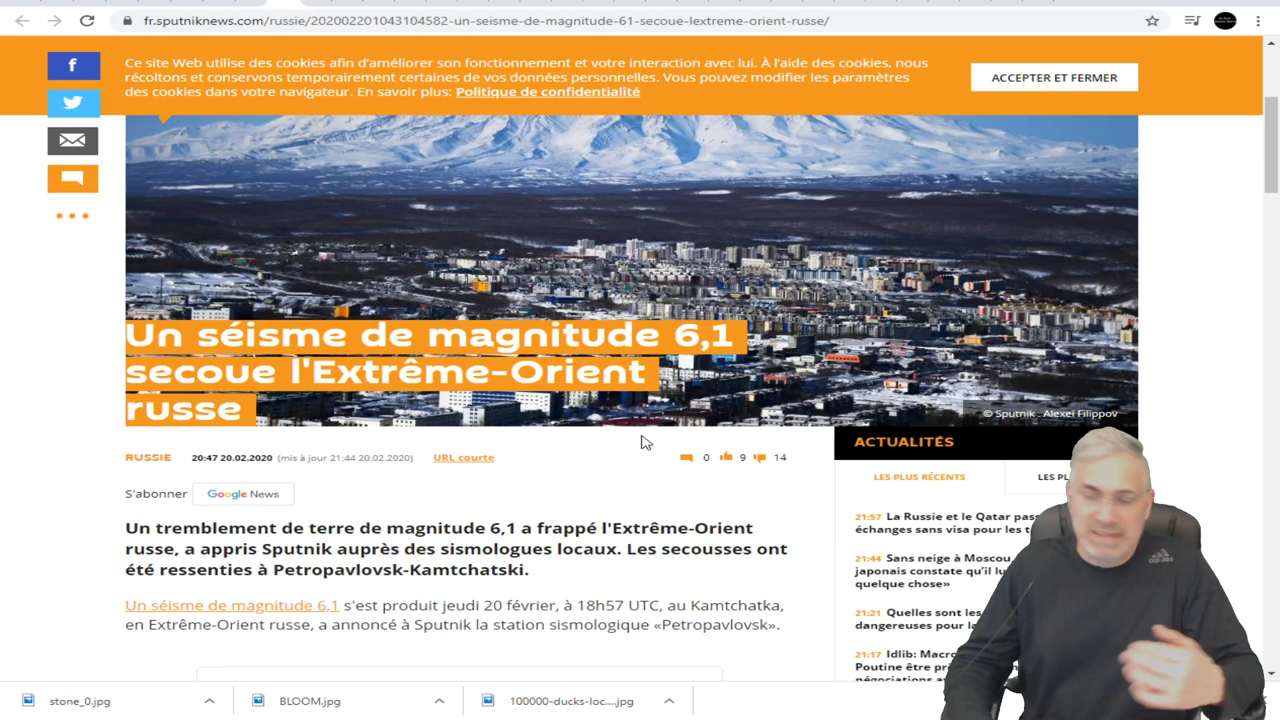 fr.sputniknews.com/russie/202002201043104582-un-seisme-de-magnitude-61-secoue-lextreme-orient-russe/
Ce site Web utilise des cookies afin d'améliorer son fonctionnement et votre interaction avec lui. À l'aide des cookies, nous
récoltons et conservons temporairement certaines de vos données personnelles. Vous pouvez modifier les paramètres
des cookies dans votre navigateur. En savoir plus: Politique de confidentialité
ACCEPTER ET FERMER
Un séisme de magnitude 6,1
secoue l'Extrême-Orient
russe
© Sputnik . Alexei Filippov
RUSSIE 20:47 20.02.2020 (mis à jour 21:44 20.02.2020) URL courte
0 9 14
S'abonner Google News
Un tremblement de terre de magnitude 6,1 a frappé l'Extrême-Orient
russe, a appris Sputnik auprès des sismologues locaux. Les secousses ont
été ressenties à Petropavlovsk-Kamtchatski.
Un séisme de magnitude 6,1 s'est produit jeudi 20 février, à 18h57 UTC, au Kamtchatka,
en Extrême-Orient russe, a annoncé à Sputnik la station sismologique «Petropavlovsk».
ACTUALITÉS
LES PLUS RÉCENTS LES
21:57 La Russie et le Qatar
échanges sans visa pour les
21:44 Sans neige à Moscou
japonais constate qu'il
quelque chose»
21:21 Quelles sont les
dangereuses pour
21:17 Idlib:
Poutine être
négociations
stone_0.jpg
BLOOM.jpg
100000-ducks-loc....jpg